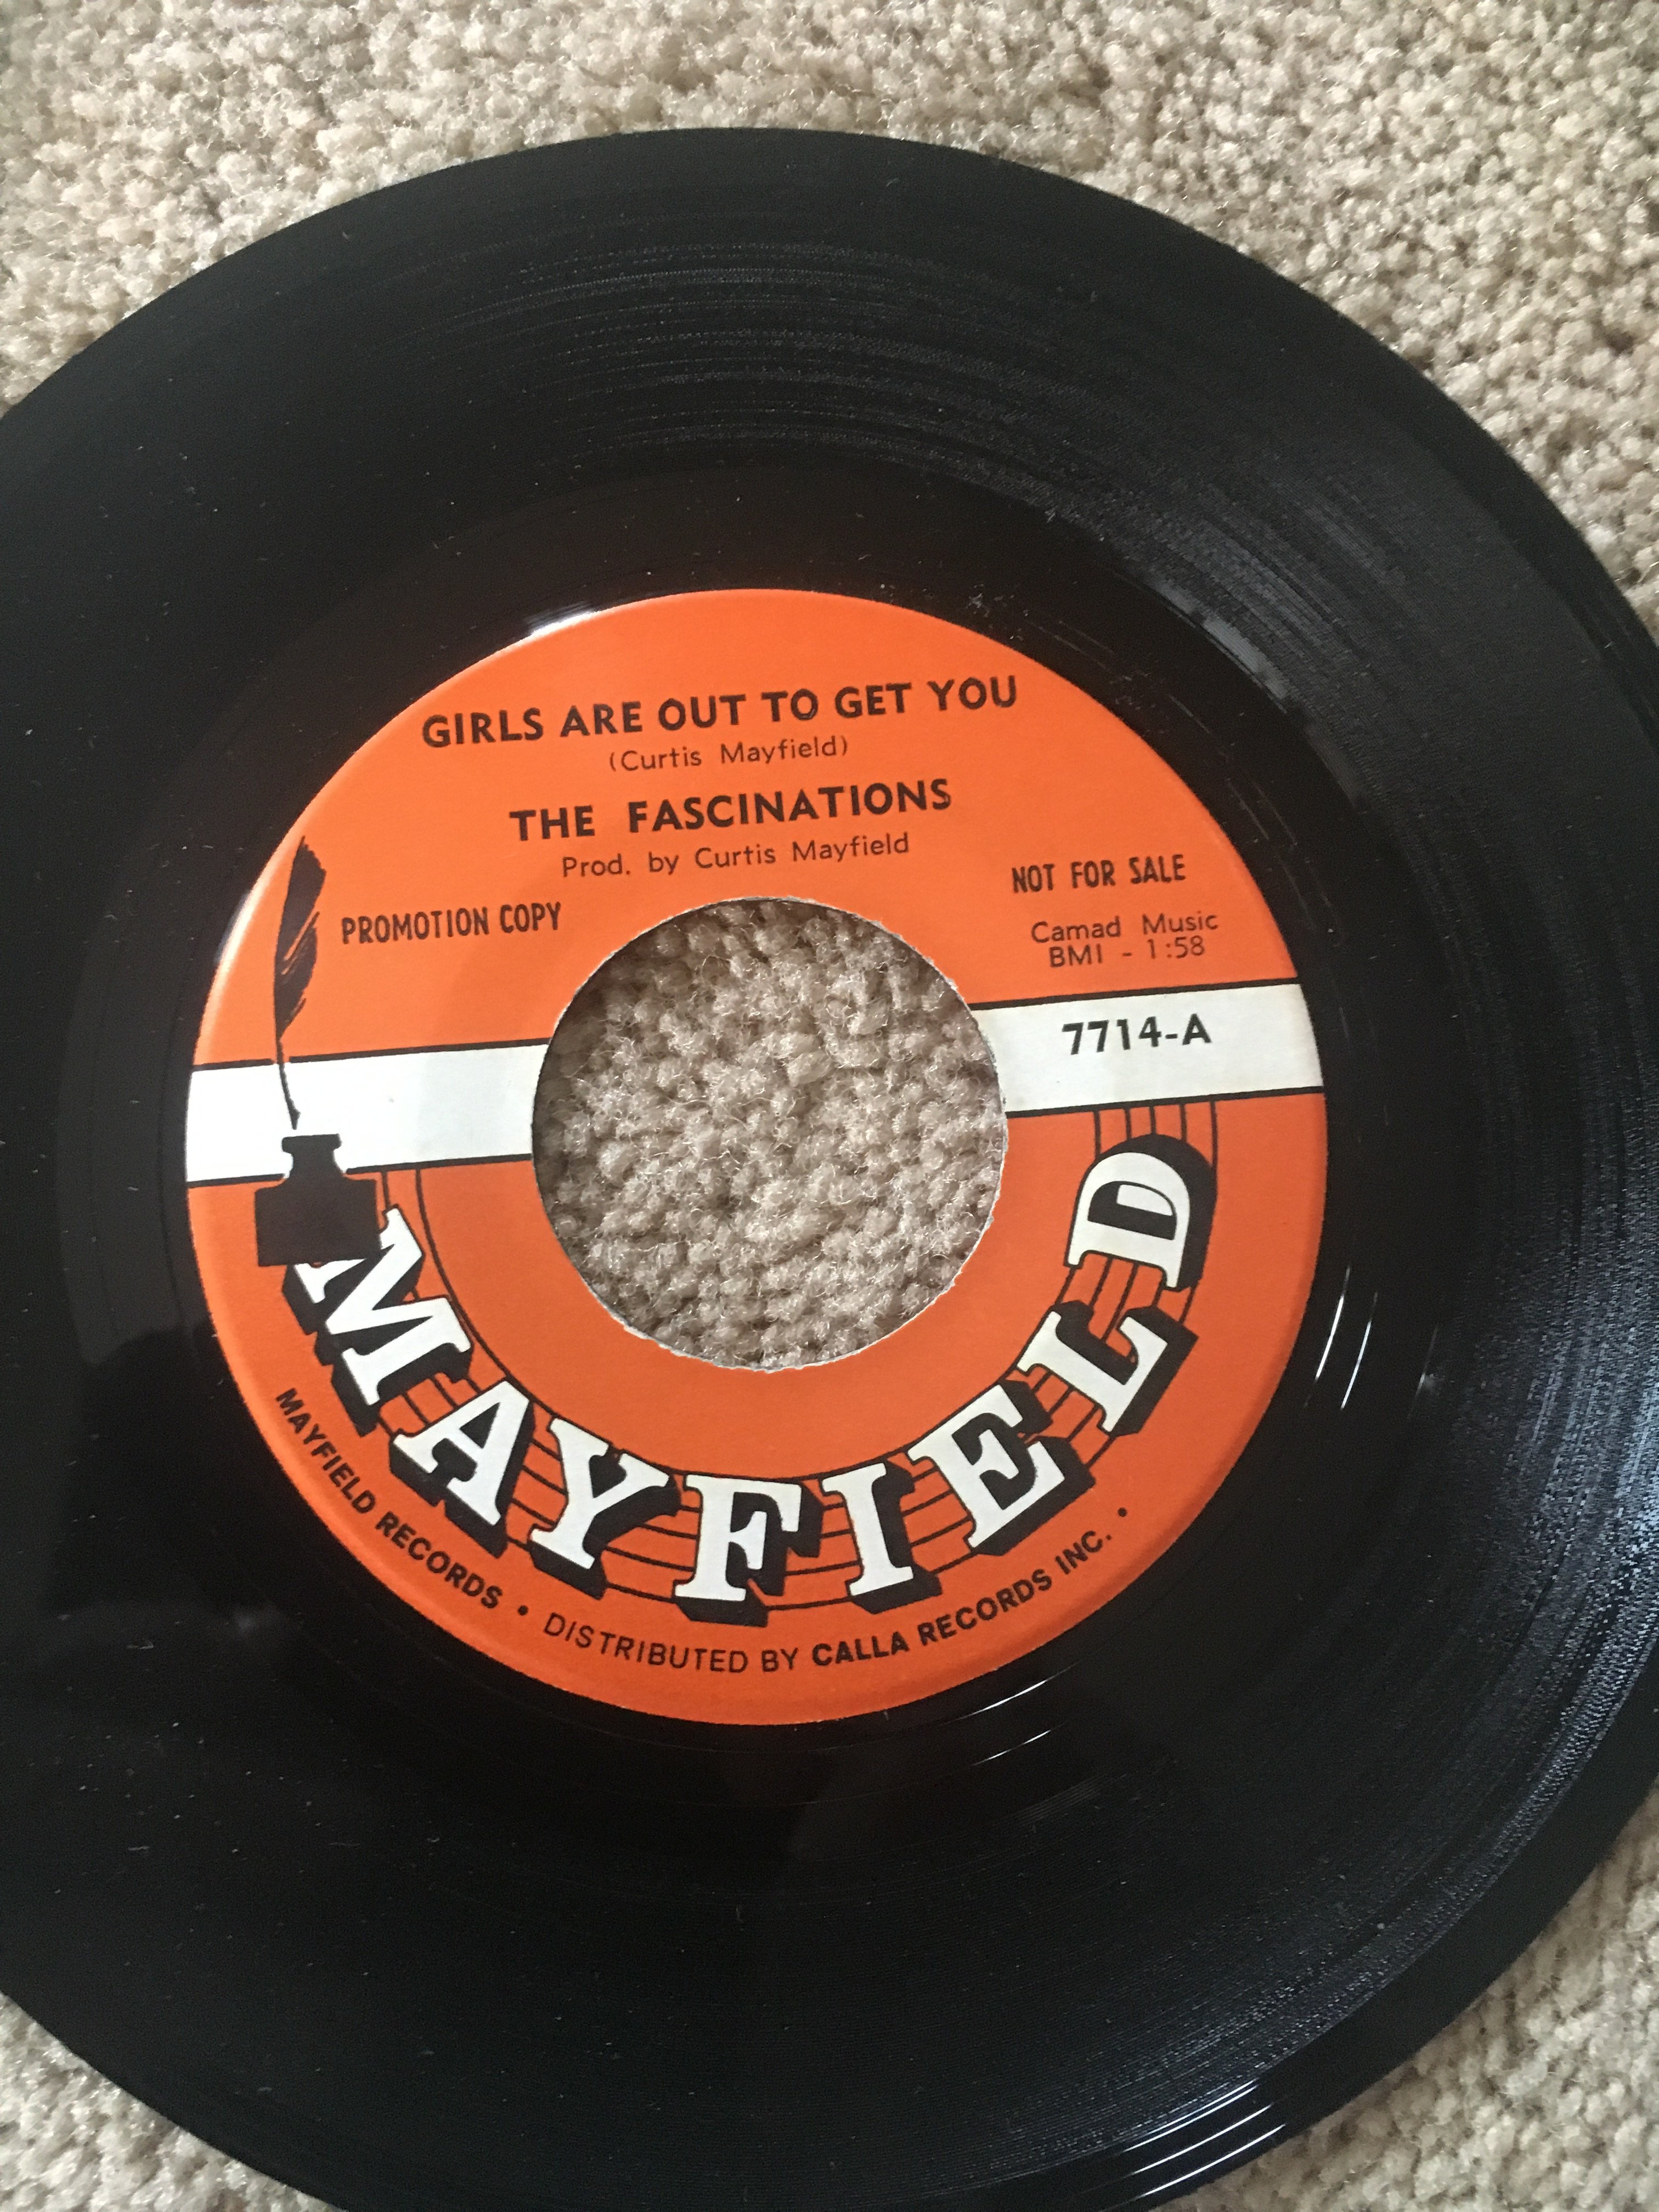 GIRLS ARE OUT TO GET YOU
(Curtis Mayfield)
THE FASCINATIONS
Prod. by Curtis Mayfield
PROMOTION COPY
NOT FOR SALE
Camad Music
BMI - 1:58
7714-A
MAYFIELD
MAYFIELD RECORDS • DISTRIBUTED BY CALLA RECORDS INC. •